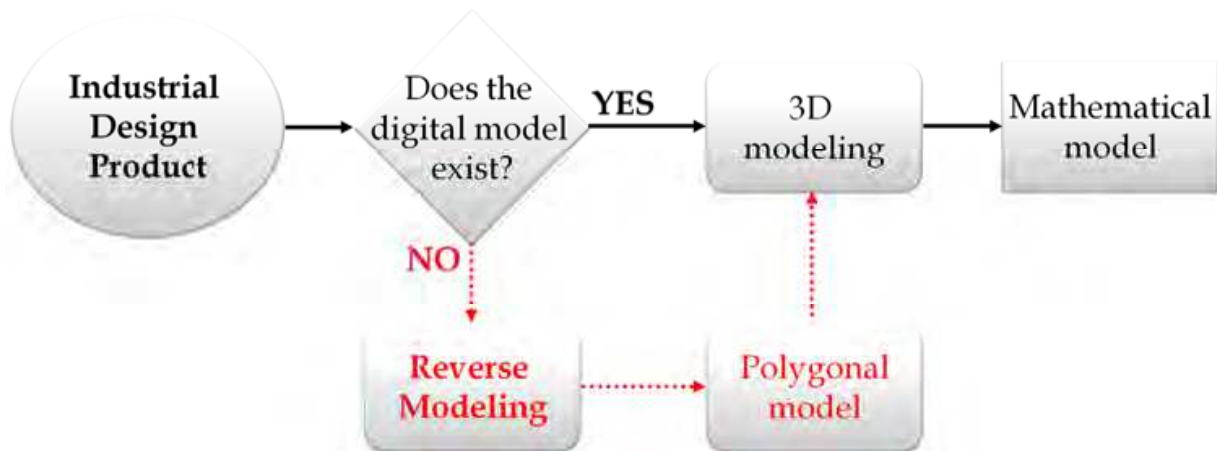 Industrial
Design
Product
Does the
digital model
exist?
YES
3D
modeling
Mathematical
model
NO
Reverse
Modeling
Polygonal
model